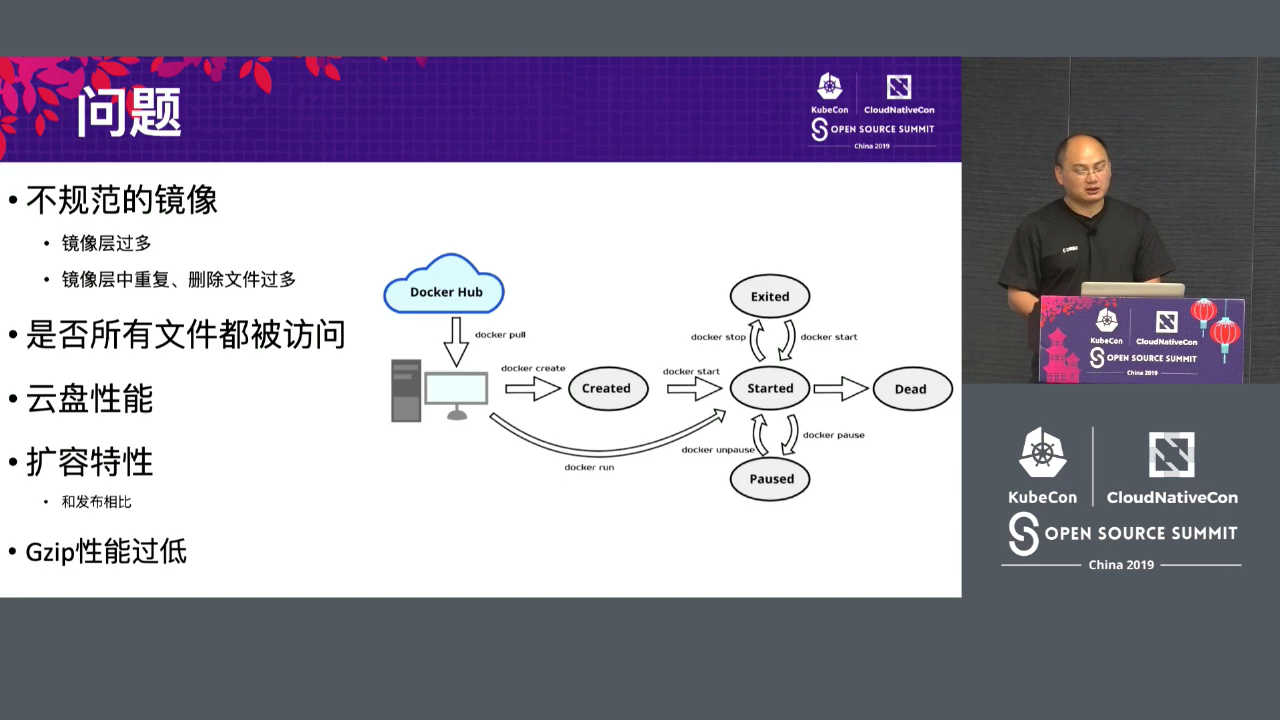 问题
KubeCon
CloudNativeCon
OPEN SOURCE SUMMIT
China 2019
• 不规范的镜像
• 镜像层过多
• 镜像层中重复、删除文件过多
• 是否所有文件都被访问
• 云盘性能
• 扩容特性
• 和发布相比
• Gzip性能过低
Docker Hub
docker pull
docker create
Created
docker start
Exited
docker stop
docker start
Started
Dead
docker unpause
docker pause
Paused
docker run
KubeCon
CloudNativeCon
OPEN SOURCE SUMMIT
China 2019
KubeCon
CloudNativeCon
OPEN SOURCE SUMMIT
China 2019